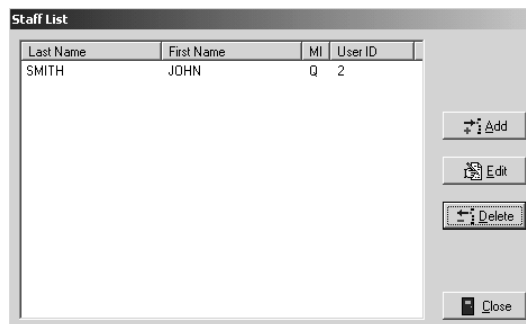 Staff List
Last Name First Name MI User ID
SMITH JOHN Q 2
Add
Edit
Delete
Close